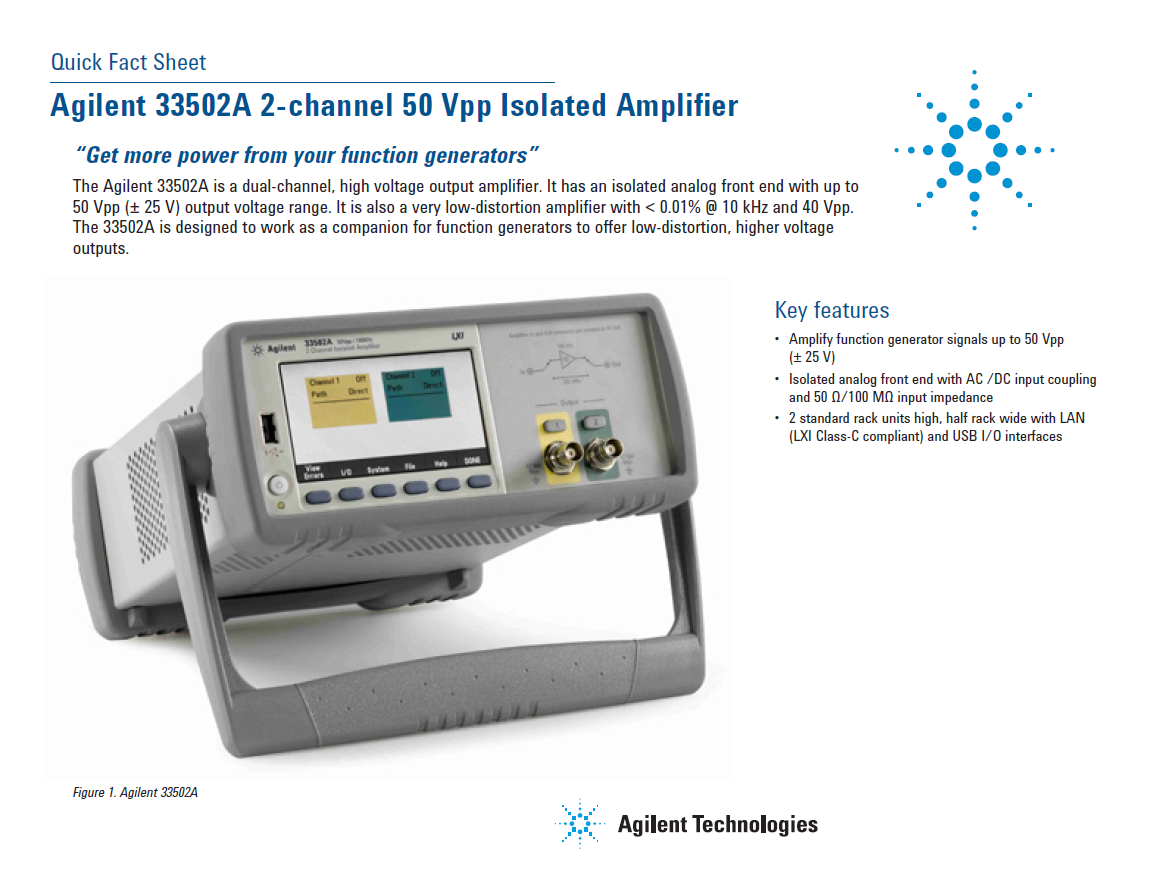 Quick Fact Sheet
Agilent 33502A 2-channel 50 Vpp Isolated Amplifier
“Get more power from your function generators”
The Agilent 33502A is a dual-channel, high voltage output amplifier. It has an isolated analog front end with up to
50 Vpp (± 25 V) output voltage range. It is also a very low-distortion amplifier with < 0.01% @ 10 kHz and 40 Vpp.
The 33502A is designed to work as a companion for function generators to offer low-distortion, higher voltage
outputs.
Agilent 33502A
2 Channel Isolated Amplifier
LXI
Channel 1 Off
Path Direct
Channel 2 Off
Path Direct
View
Errors
I/O
System
File
Help
DONE
In
Out
Output
1
2
Key features
• Amplify function generator signals up to 50 Vpp
(± 25 V)
• Isolated analog front end with AC /DC input coupling
and 50 Ω/100 MΩ input impedance
• 2 standard rack units high, half rack wide with LAN
(LXI Class-C compliant) and USB I/O interfaces
Figure 1. Agilent 33502A
Agilent Technologies